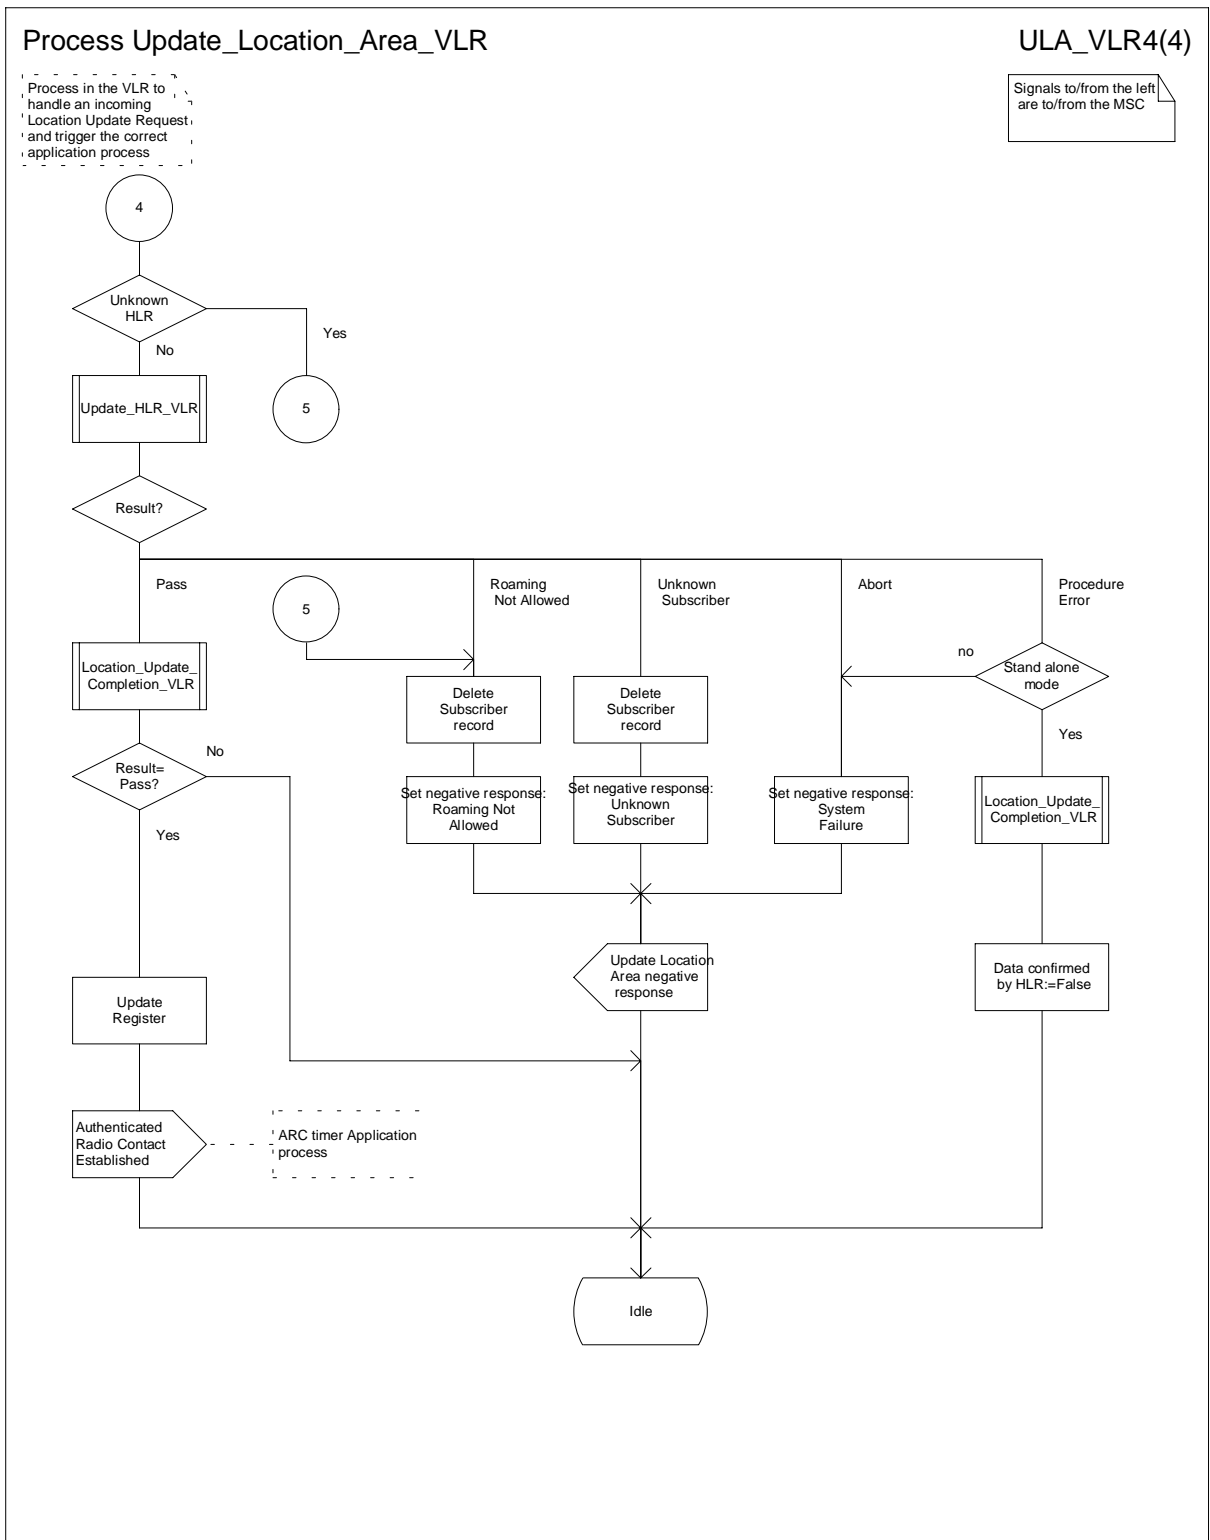 Process Update_Location_Area_VLR
ULA_VLR4(4)
Process in the VLR to
handle an incoming
Location Update Request
and trigger the correct
application process
Signals to/from the left
are to/from the MSC
4
Unknown
HLR
Yes
No
Update_HLR_VLR
5
Result?
Pass
Roaming
Not Allowed
Unknown
Subscriber
Abort
Procedure
Error
5
Location_Update_
Completion_VLR
no
Stand alone
mode
Delete
Subscriber
record
Delete
Subscriber
record
Yes
No
Result=
Pass?
Set negative response:
Roaming Not
Allowed
Set negative response:
Unknown
Subscriber
Set negative response:
System
Failure
Location_Update_
Completion_VLR
Yes
Update Location
Area negative
response
Data confirmed
by HLR:=False
Update
Register
Authenticated
Radio Contact
Established
ARC timer Application
process
Idle